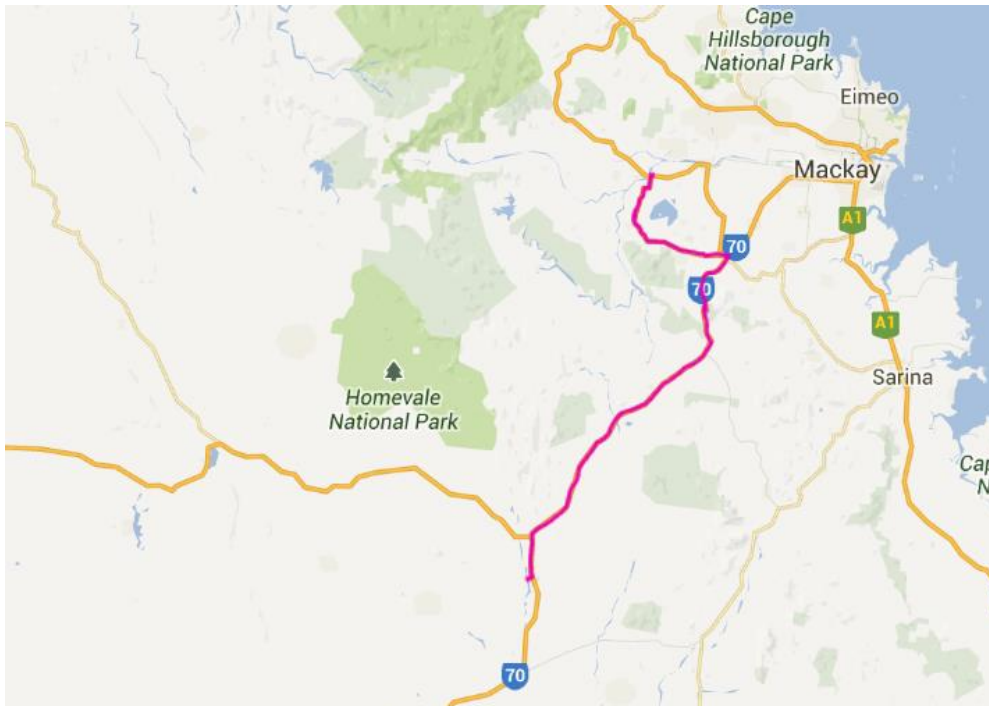 Cape
Hillsborough
National Park
Eimeo
Mackay
A1
70
70
A1
Sarina
Homevale
National Park
Cap
N
70